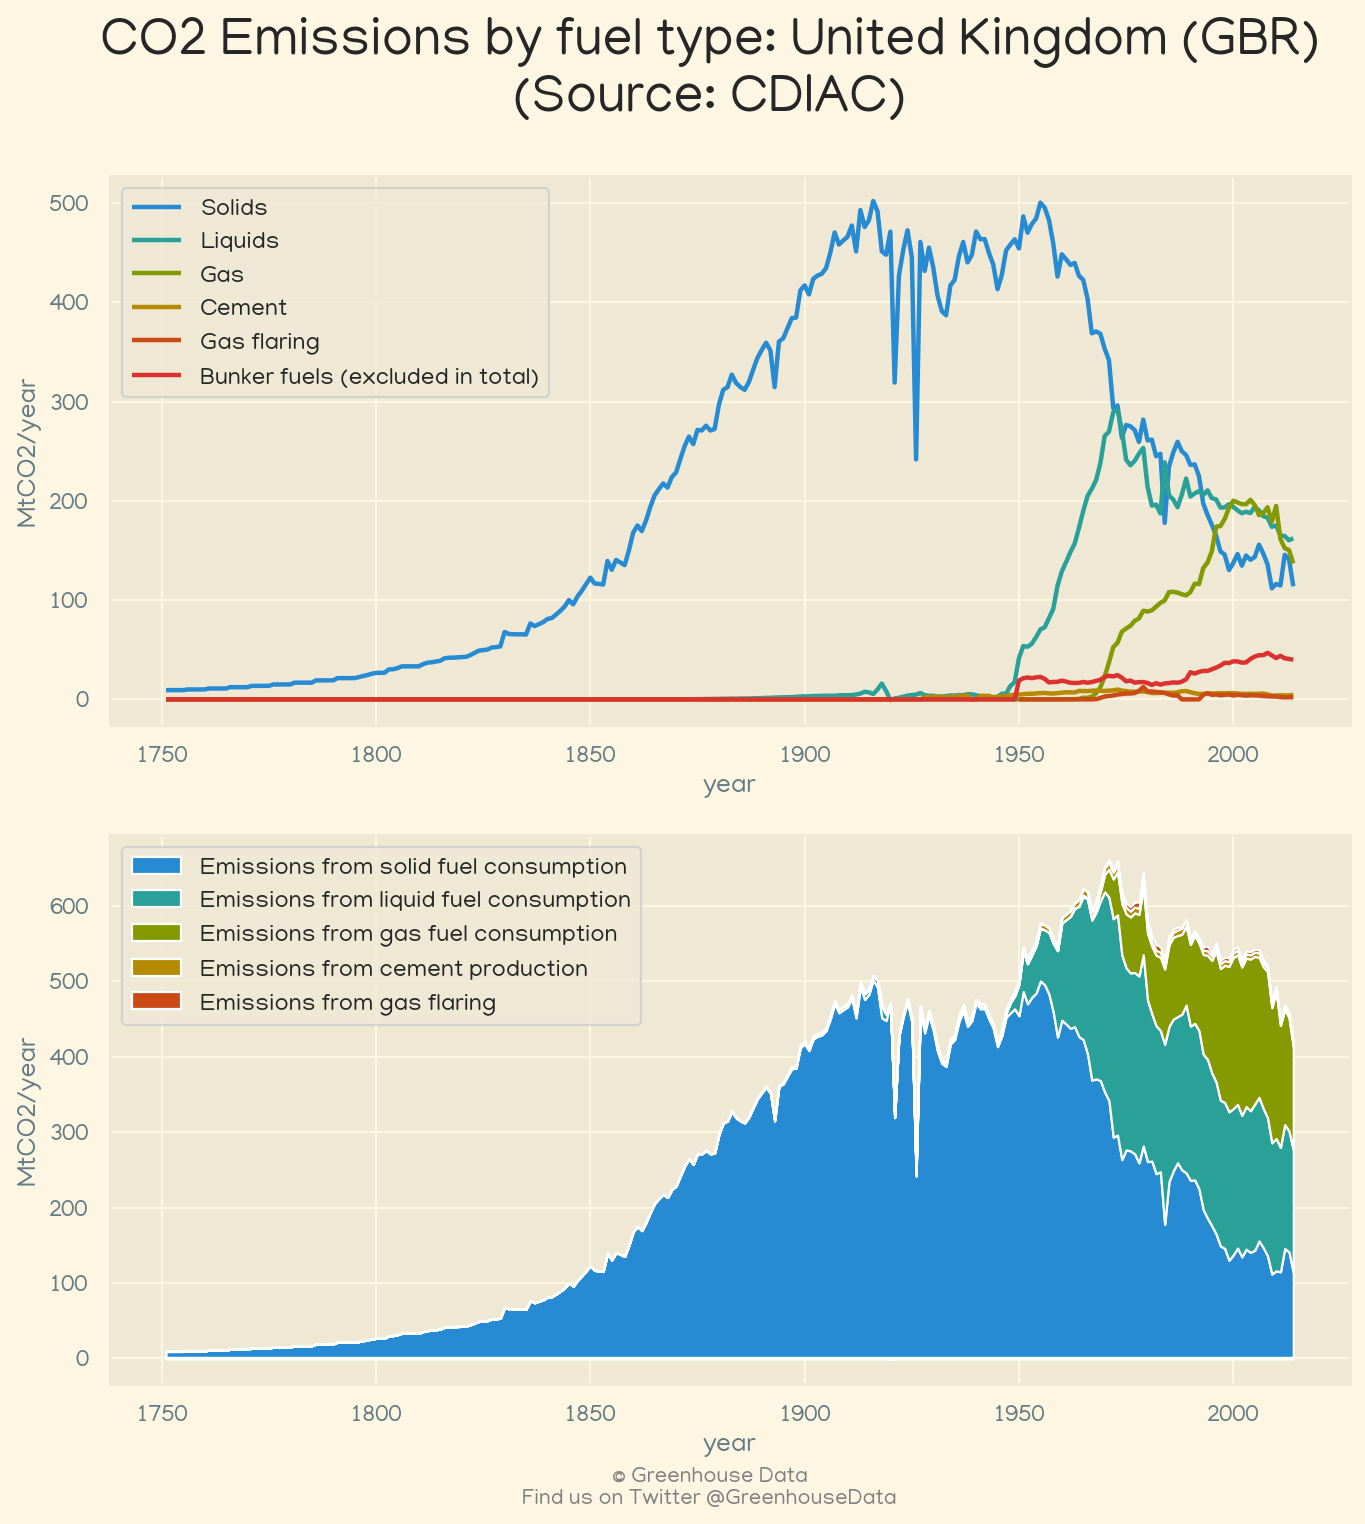 CO2 Emissions by fuel type: United Kingdom (GBR)
(Source: CDIAC)
Solids
Liquids
Gas
Cement
Gas flaring
Bunker fuels (excluded in total)
500
400
300
200
100
0
MtCO2/year
1750 1800 1850 1900 1950 2000
year
Emissions from solid fuel consumption
Emissions from liquid fuel consumption
Emissions from gas fuel consumption
Emissions from cement production
Emissions from gas flaring
600
500
400
300
200
100
0
MtCO2/year
1750 1800 1850 1900 1950 2000
year
© Greenhouse Data
Find us on Twitter @GreenhouseData